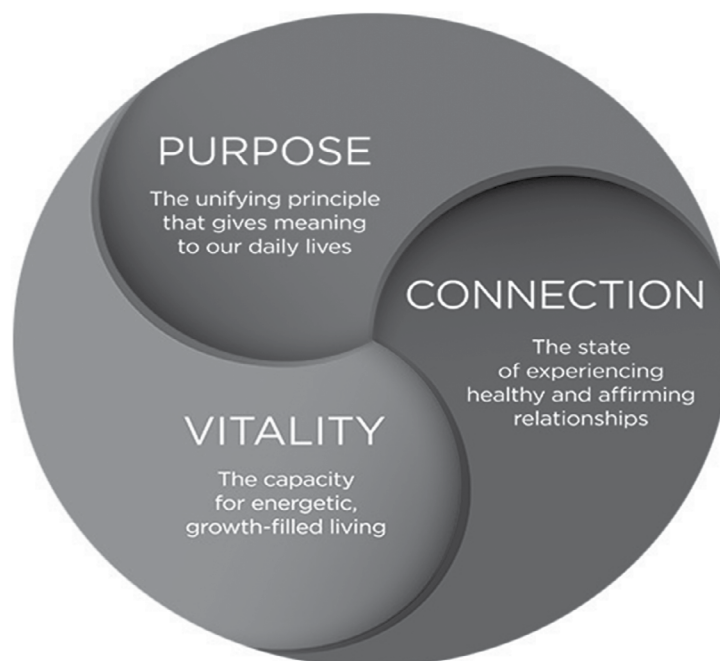 PURPOSE
The unifying principle
that gives meaning
to our daily lives
CONNECTION
The state
of experiencing
healthy and affirming
relationships
VITALITY
The capacity
for energetic,
growth-filled living